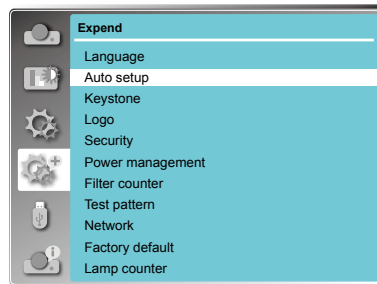 Expend
Language
Auto setup
Keystone
Logo
Security
Power management
Filter counter
Test pattern
Network
Factory default
Lamp counter